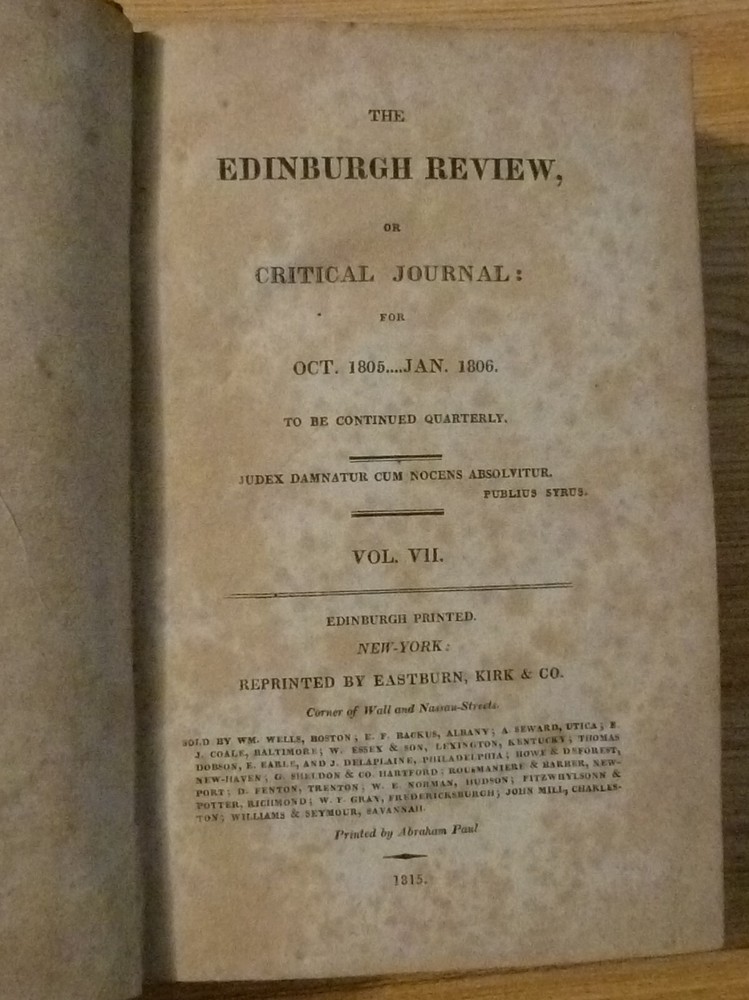 THE
EDINBURGH REVIEW,
OR
CRITICAL JOURNAL:
FOR
OCT. 1805....JAN. 1806.
TO BE CONTINUED QUARTERLY.
JUDEX DAMNATUR CUM NOCENS ABSOLVITUR.
PUBLIUS SYRUS.
VOL. VII.
EDINBURGH PRINTED.
NEW-YORK:
REPRINTED BY EASTBURN, KIRK & CO.
Corner of Wall and Nassau-Streets.
SOLD BY WM. WELLS, BOSTON; E. F. BACKUS, ALBANY; A. SEWARD, UTICA; E.
J. COALE, BALTIMORE; W. ESSEX & SON, LEXINGTON, KENTUCKY; THOMAS
DOBSON, E. EARLE, AND J. DELAPLAINE, PHILADELPHIA; HOWE & DEFOREST,
NEW-HAVEN; G. SHELDON & CO. HARTFORD; ROUSMANIERE & BARBER, NEW-
PORT; D. FENTON, TRENTON; W. E. NORMAN, HUDSON; FITZWHYLSONN &
POTTER, RICHMOND; W. F. GRAY, FREDERICKSBURGH; JOHN MILL, CHARLES-
TON; WILLIAMS & SEYMOUR, SAVANNAH.
Printed by Abraham Paul
1815.